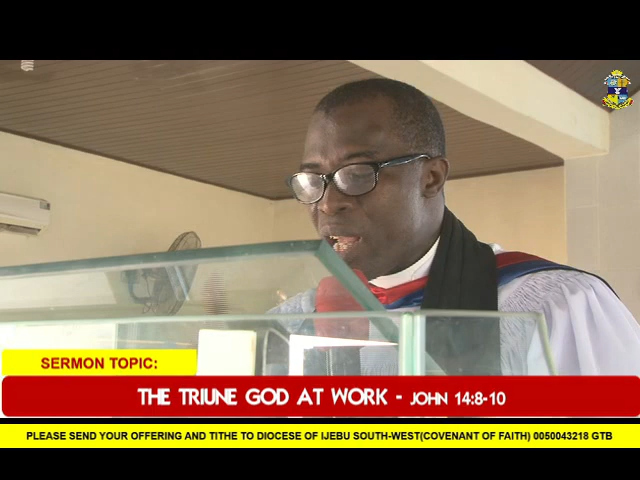 SERMON TOPIC:
THE TRIUNE GOD AT WORK - JOHN 14:8-10
PLEASE SEND YOUR OFFERING AND TITHE TO DIOCESE OF IJEBU SOUTH-WEST(COVENANT OF FAITH) 0050043218 GTB